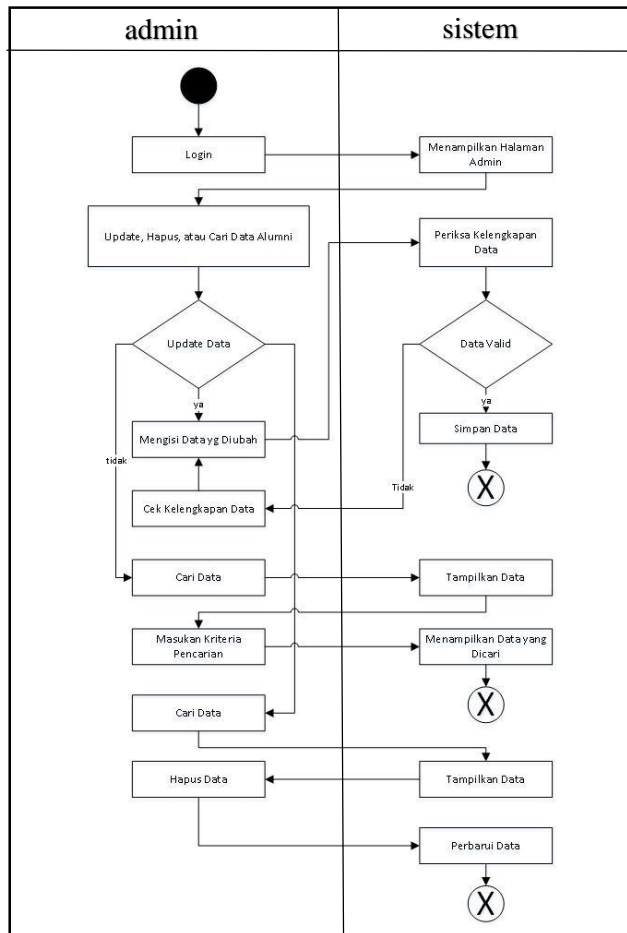 admin
sistem
Login
Menampilkan Halaman
Admin
Update, Hapus, atau Cari Data Alumni
Periksa Kelengkapan
Data
Update Data
Data Valid
ya
ya
Mengisi Data yg Diubah
Simpan Data
tidak
Tidak
X
Cek Kelengkapan Data
Cari Data
Tampilkan Data
Masukan Kriteria
Pencarian
Menampilkan Data yang
Dicari
X
Cari Data
Hapus Data
Tampilkan Data
Perbarui Data
X